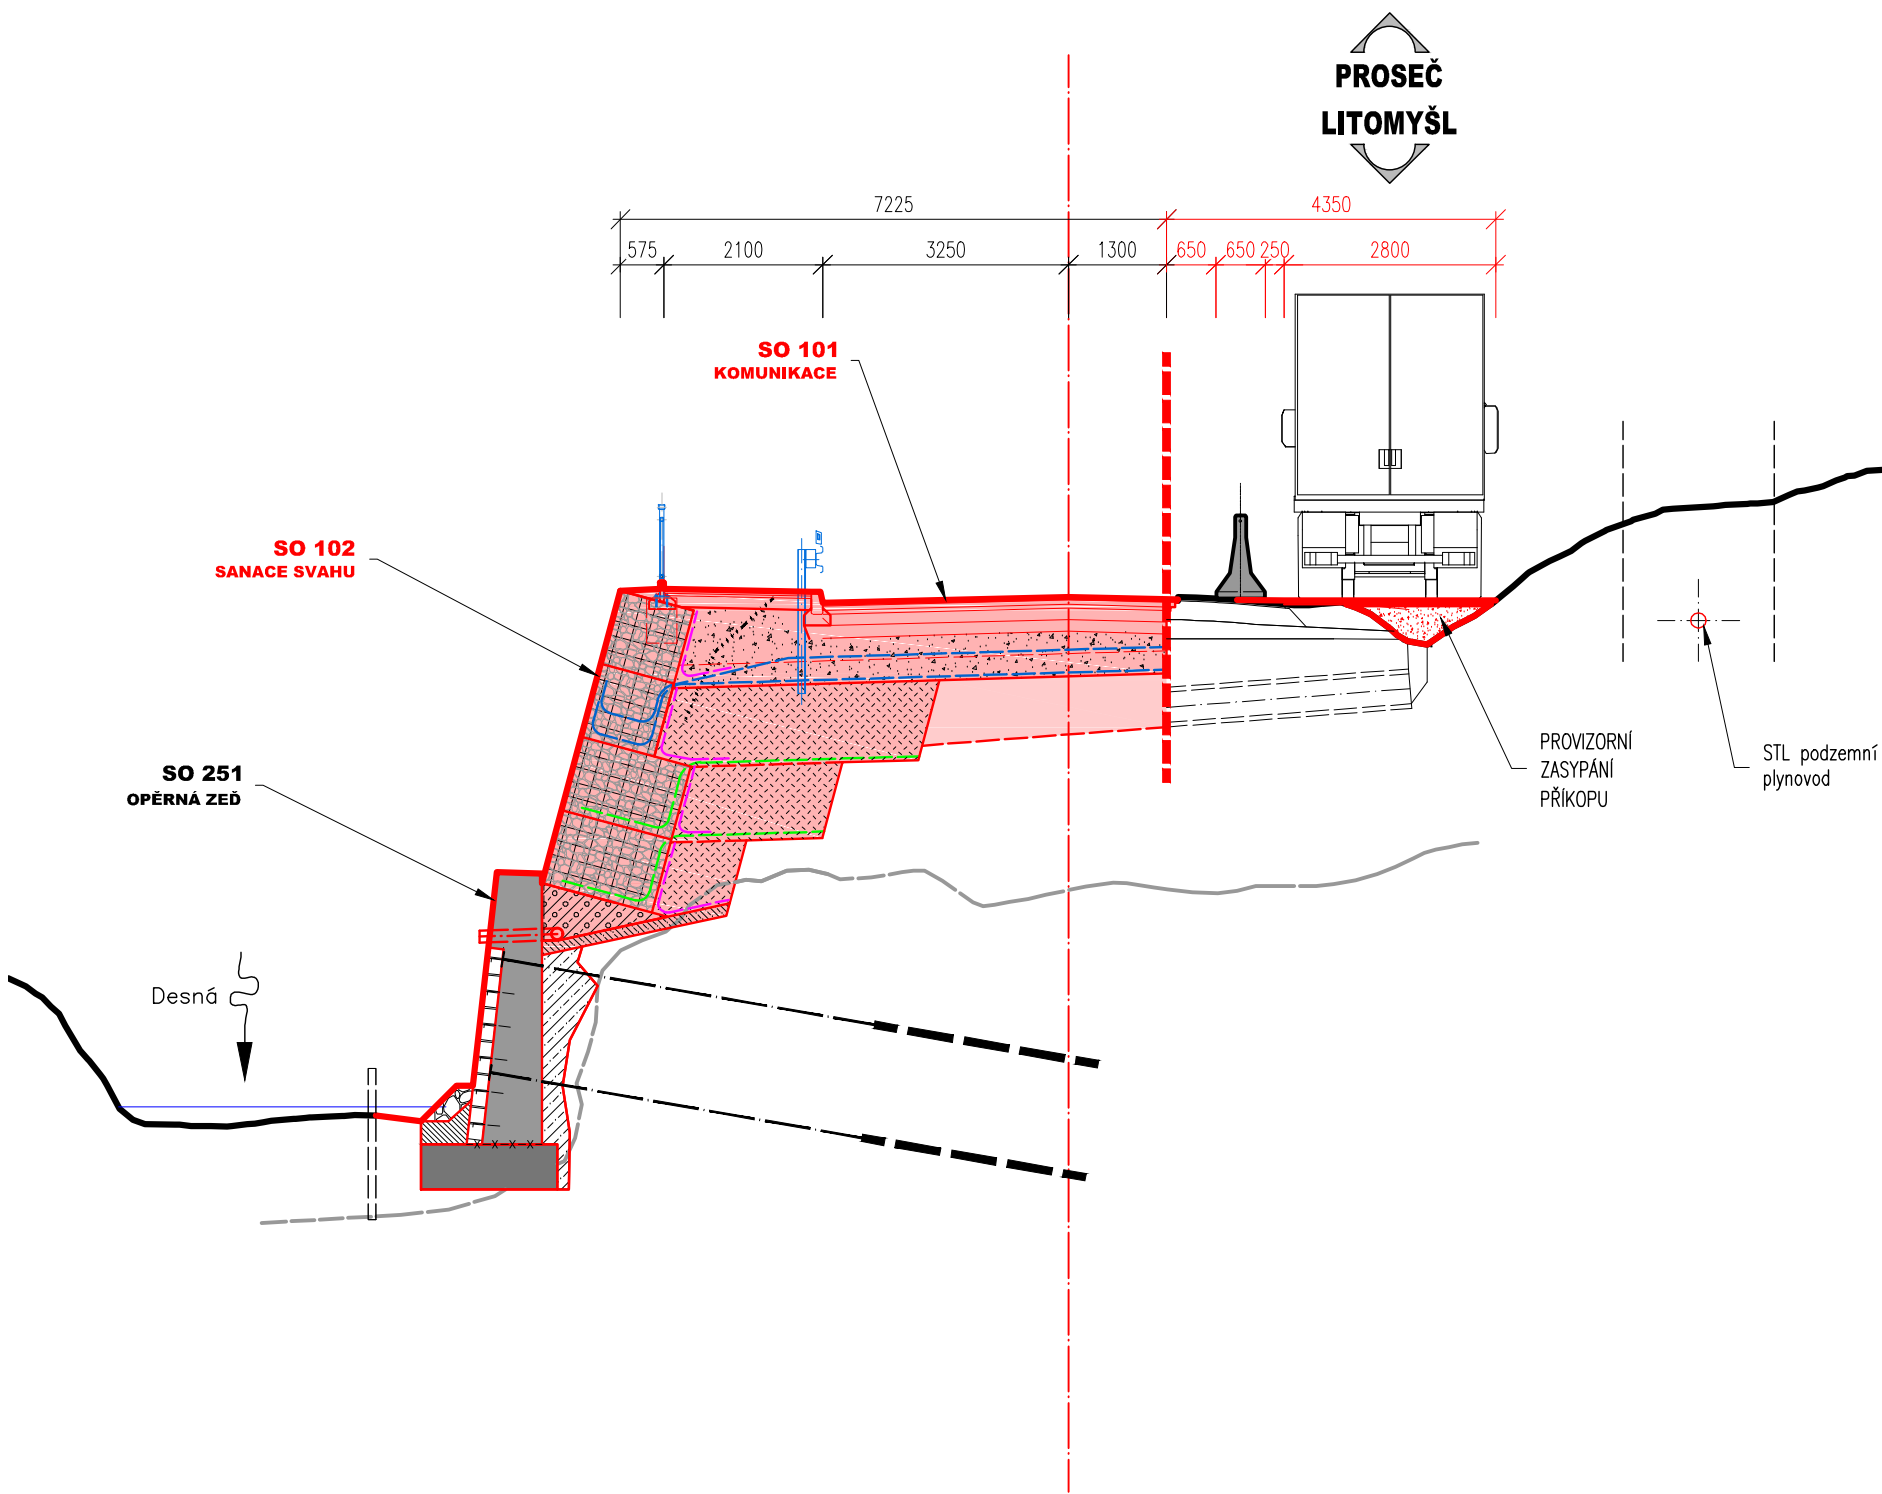 PROSEČ
LITOMYŠL
7225
4350
575
2100
3250
1300
650
650
250
2800
SO 101
KOMUNIKACE
SO 102
SANACE SVAHU
SO 251
OPĚRNÁ ZEĎ
PROVIZORNÍ
ZASYPÁNÍ
PŘÍKOPU
STL podzemní
plynovod
Desná